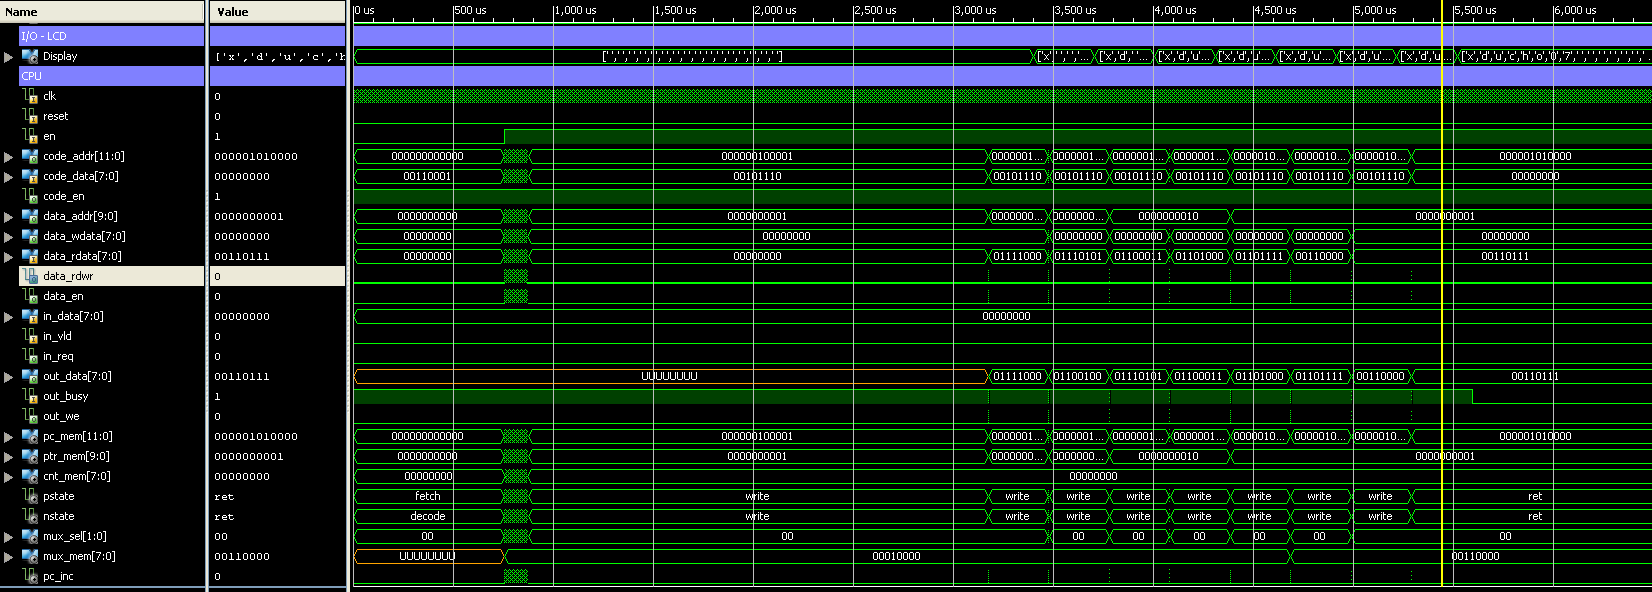 Name Value 0 us 500 us 1,000 us 1,500 us 2,000 us 2,500 us 3,000 us 3,500 us 4,000 us 4,500 us 5,000 us 5,500 us 6,000 us
I/O - LCD
Display ['x','d','u','c','h [' ',' ',' ',' ',' ',' ',' ',' ',' ',' ',' ',' ',' ',' ',' ',' '] ['x',' ',' '... ['x,'d',' '... ['x,'d,'u'... ['x,'d,'u'... ['x,'d,'u... ['x,'d,'u'... ['x,'d,'u... ['x,'d,'u,'c,'h,'o,'0,'7',' ',' ',' ',' ',' ','
CPU
clk 0
reset 0
en 1
code_addr[11:0] 000001010000 000000000000 000000100001 0000001... 0000001... 0000001... 0000001... 0000010... 0000010... 0000010... 000001010000
code_data[7:0] 00000000 00110001 00101110 00101110 00101110 00101110 00101110 00101110 00101110 00101110 00000000
code_en 1
data_addr[9:0] 0000000001 0000000000 0000000001 0000000... 0000000... 0000000010 0000000001
data_wdata[7:0] 00000000 00000000 00000000 00000000 00000000 00000000 00000000 00000000 00000000
data_rdata[7:0] 00110111 00000000 00000000 01111000 01110101 01100011 01101000 01101111 00110000 00110111
data_rdwr 0
data_en 0
in_data[7:0] 00000000 00000000
in_vld 0
in_req 0
out_data[7:0] 00110111 UUUUUUUU 01111000 01100100 01110101 01100011 01101000 01101111 00110000 00110111
out_busy 1
out_we 0
pc_mem[11:0] 000001010000 000000000000 000000100001 0000001... 0000001... 0000001... 0000001... 0000010... 0000010... 0000010... 000001010000
ptr_mem[9:0] 0000000001 0000000000 0000000001 0000000... 0000000... 0000000010 0000000001
cnt_mem[7:0] 00000000 00000000 00000000
pstate ret fetch write write write write write write write write ret
nstate ret decode write write write write write write write write ret
mux_sel[1:0] 00 00 00 00 00 00 00 00 00
mux_mem[7:0] 00110000 UUUUUUUU 00010000 00110000
pc_inc 0